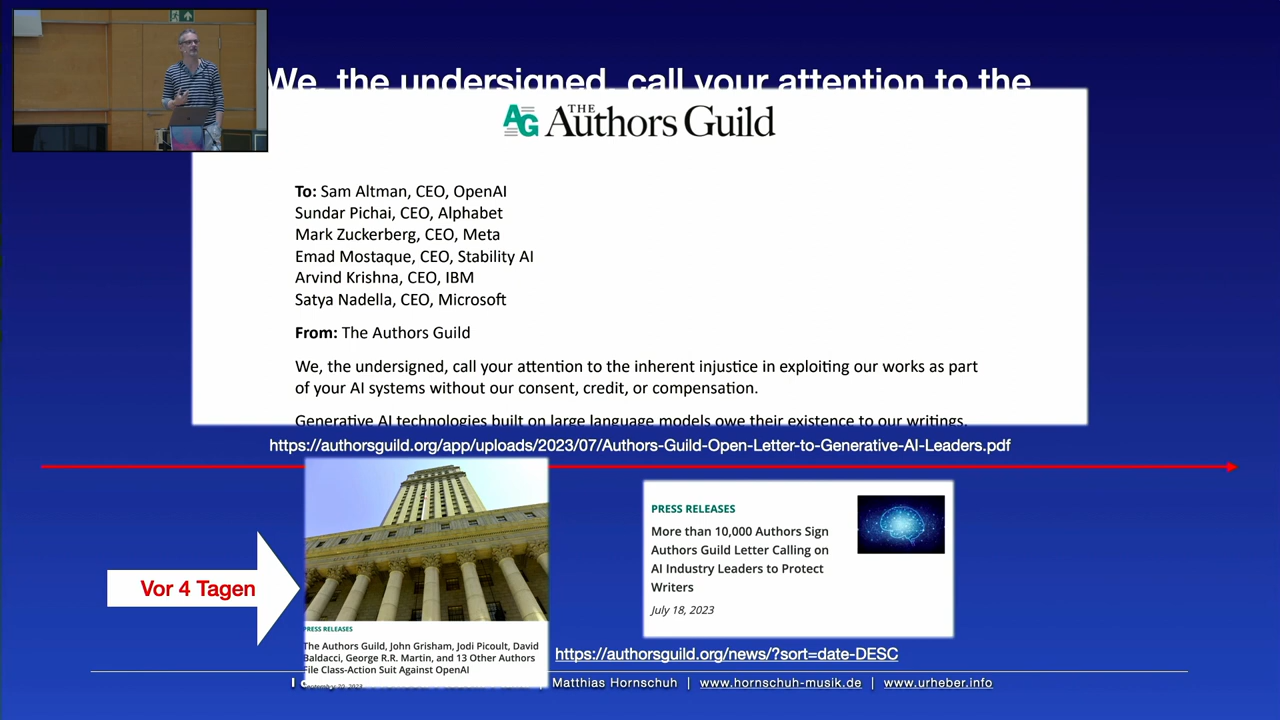 We, the undersigned, call your attention to the
AG THE Authors Guild
To: Sam Altman, CEO, OpenAI
Sundar Pichai, CEO, Alphabet
Mark Zuckerberg, CEO, Meta
Emad Mostaque, CEO, Stability AI
Arvind Krishna, CEO, IBM
Satya Nadella, CEO, Microsoft
From: The Authors Guild
We, the undersigned, call your attention to the inherent injustice in exploiting our works as part
of your AI systems without our consent, credit, or compensation.
Generative AI technologies built on large language models owe their existence to our writings.
https://authorsguild.org/app/uploads/2023/07/Authors-Guild-Open-Letter-to-Generative-AI-Leaders.pdf
Vor 4 Tagen
PRESS RELEASES
The Authors Guild, John Grisham, Jodi Picoult, David
Baldacci, George R.R. Martin, and 13 Other Authors
File Class-Action Suit Against OpenAI
PRESS RELEASES
More than 10,000 Authors Sign
Authors Guild Letter Calling on
AI Industry Leaders to Protect
Writers
July 18, 2023
https://authorsguild.org/news/?sort=date-DESC
| Matthias Hornschuh | www.hornschuh-musik.de | www.urheber.info